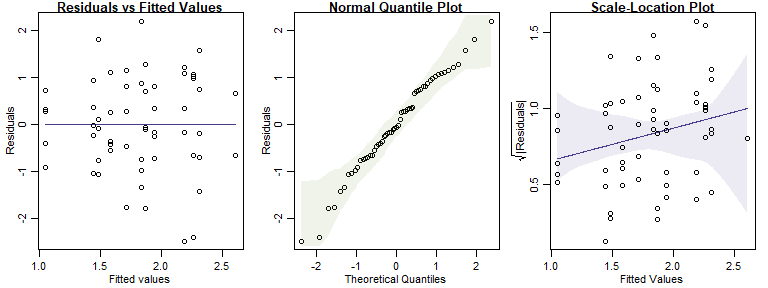 Residuals vs Fitted Values
Residuals
2
1
0
-1
-2
1.0 1.5 2.0 2.5
Fitted values
Normal Quantile Plot
Residuals
2
1
0
-1
-2
-2 -1 0 1 2
Theoretical Quantiles
Scale-Location Plot
√|Residuals|
1.5
1.0
0.5
1.0 1.5 2.0 2.5
Fitted Values